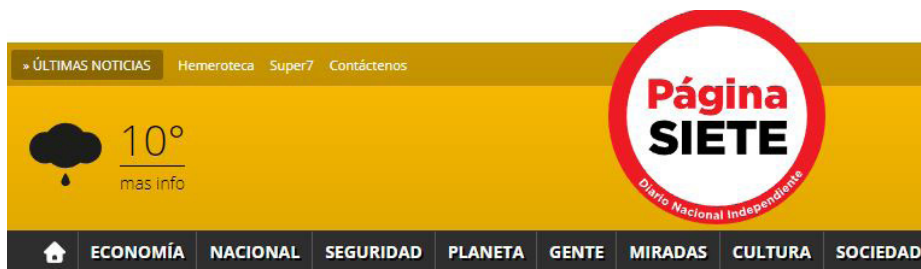 » ÚLTIMAS NOTICIAS Hemeroteca Super7 Contáctenos
Página
SIETE
Diario Nacional Independiente
10°
mas info
ECONOMÍA NACIONAL SEGURIDAD PLANETA GENTE MIRADAS CULTURA SOCIEDAD